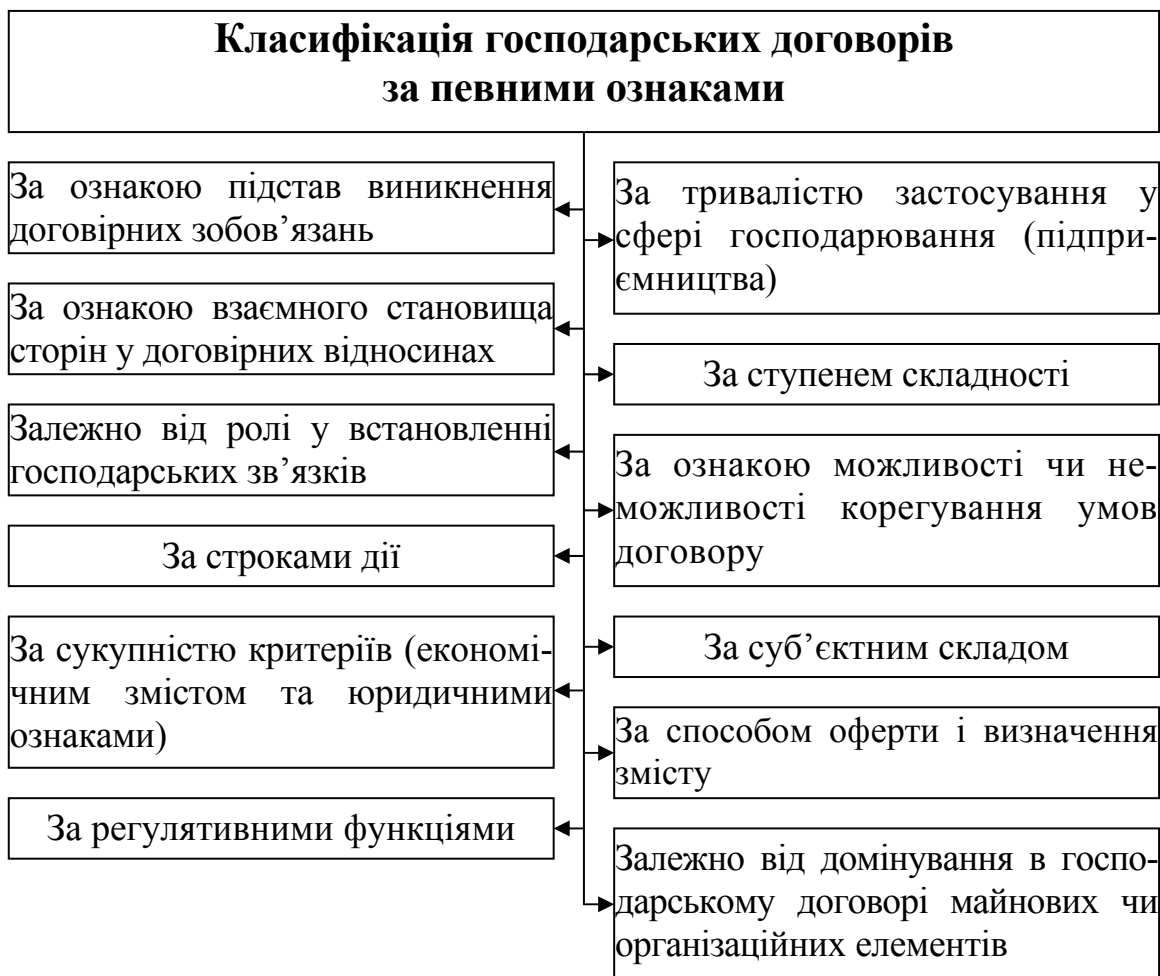 Класифікація господарських договорів
за певними ознаками
За ознакою підстав виникнення
договірних зобов’язань
За ознакою взаємного становища
сторін у договірних відносинах
Залежно від ролі у встановленні
господарських зв’язків
За строками дії
За сукупністю критеріїв (економі-
чним змістом та юридичними
ознаками)
За регулятивними функціями
За тривалістю застосування у
сфері господарювання (підпри-
ємництва)
За ступенем складності
За ознакою можливості чи не-
можливості корегування умов
договору
За суб’єктним складом
За способом оферти і визначення
змісту
Залежно від домінування в госпо-
дарському договорі майнових чи
організаційних елементів